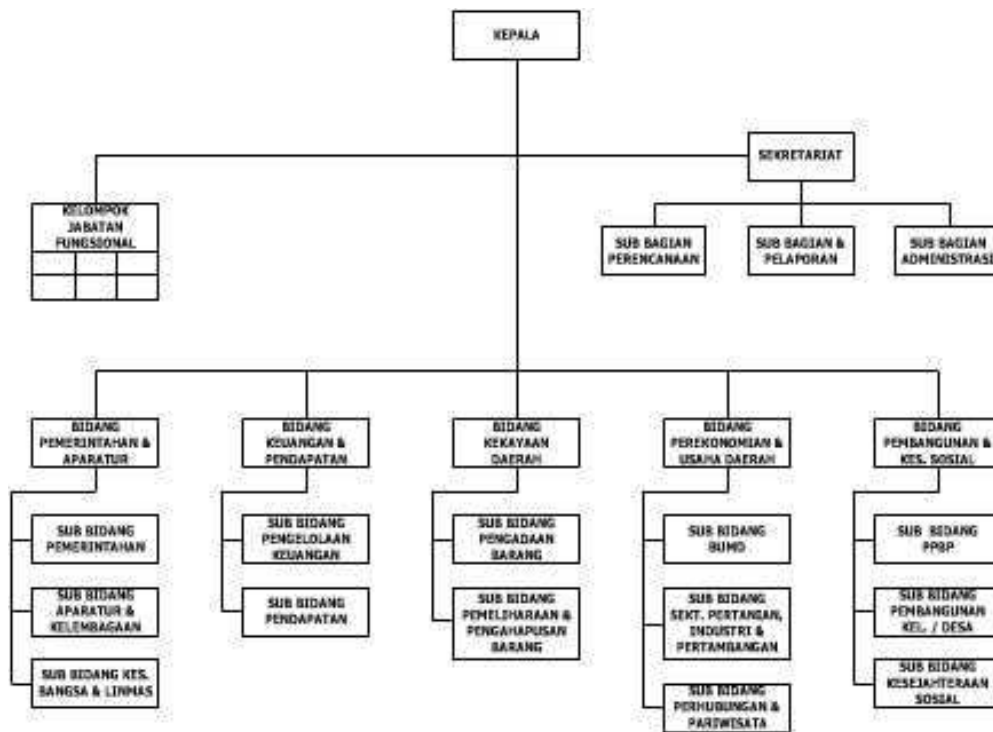 KEPALA
SEKRETARIAT
KELOMPOK
JABATAN
FUNGSIONAL
SUB BAGIAN
PERENCANAAN
SUB BAGIAN &
PELAPORAN
SUB BAGIAN
ADMINISTRASI
BIDANG
PEMERINTAHAN &
APARATUR
BIDANG
KEUANGAN &
PENDAPATAN
BIDANG
KEKAYAAN
DAERAH
BIDANG
PEREKONOMIAN &
USAHA DAERAH
BIDANG
PEMBANGUNAN &
KES. SOSIAL
SUB BIDANG
PEMERINTAHAN
SUB BIDANG
APARATUR &
KELEMBAGAAN
SUB BIDANG KES.
BANGSA & LINMAS
SUB BIDANG
PENGELOLAAN
KEUANGAN
SUB BIDANG
PENDAPATAN
SUB BIDANG
PENGADAAN
BARANG
SUB BIDANG
PEMELIHARAAN &
PENGAHAPUSAN
BARANG
SUB BIDANG
BUMD
SUB BIDANG
SEKT. PERTANIAN,
INDUSTRI &
PERTAMBANGAN
SUB BIDANG
PERHUBUNGAN &
PARIWISATA
SUB BIDANG
PPBP
SUB BIDANG
PEMBANGUNAN
KEL. / DESA
SUB BIDANG
KESEJAHTERAAN
SOSIAL